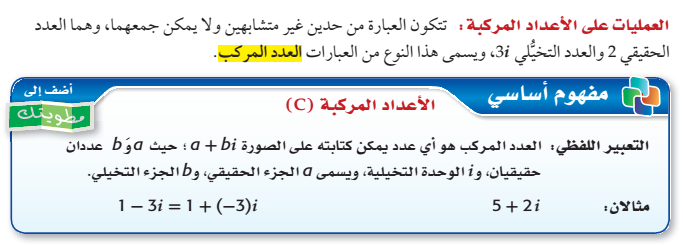 العمليات على الأعداد المركبة: تتكون العبارة من حدين غير متشابهين ولا يمكن جمعهما، وهما العدد
الحقيقي 2 والعدد التخيُّلي 3i، ويسمى هذا النوع من العبارات العدد المركب.
مفهوم أساسي
الأعداد المركبة (C)
أضف إلى
مطويتك
التعبير اللفظي: العدد المركب هو أي عدد يمكن كتابته على الصورة a + bi ؛ حيث a وَ b عددان
حقيقيان، و i الوحدة التخيلية، ويسمى a الجزء الحقيقي، و b الجزء التخيلي.
مثالان: 5 + 2i 1 − 3i = 1 + (−3)i